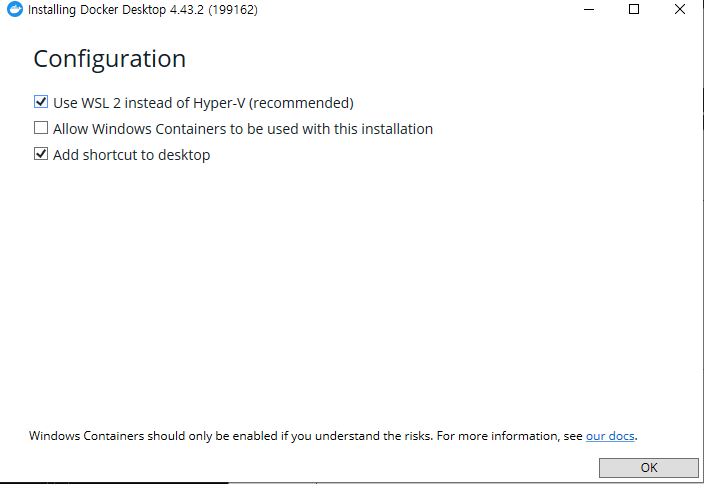 Installing Docker Desktop 4.43.2 (199162)
Configuration
Use WSL 2 instead of Hyper-V (recommended)
Allow Windows Containers to be used with this installation
Add shortcut to desktop
Windows Containers should only be enabled if you understand the risks. For more information, see our docs.
OK